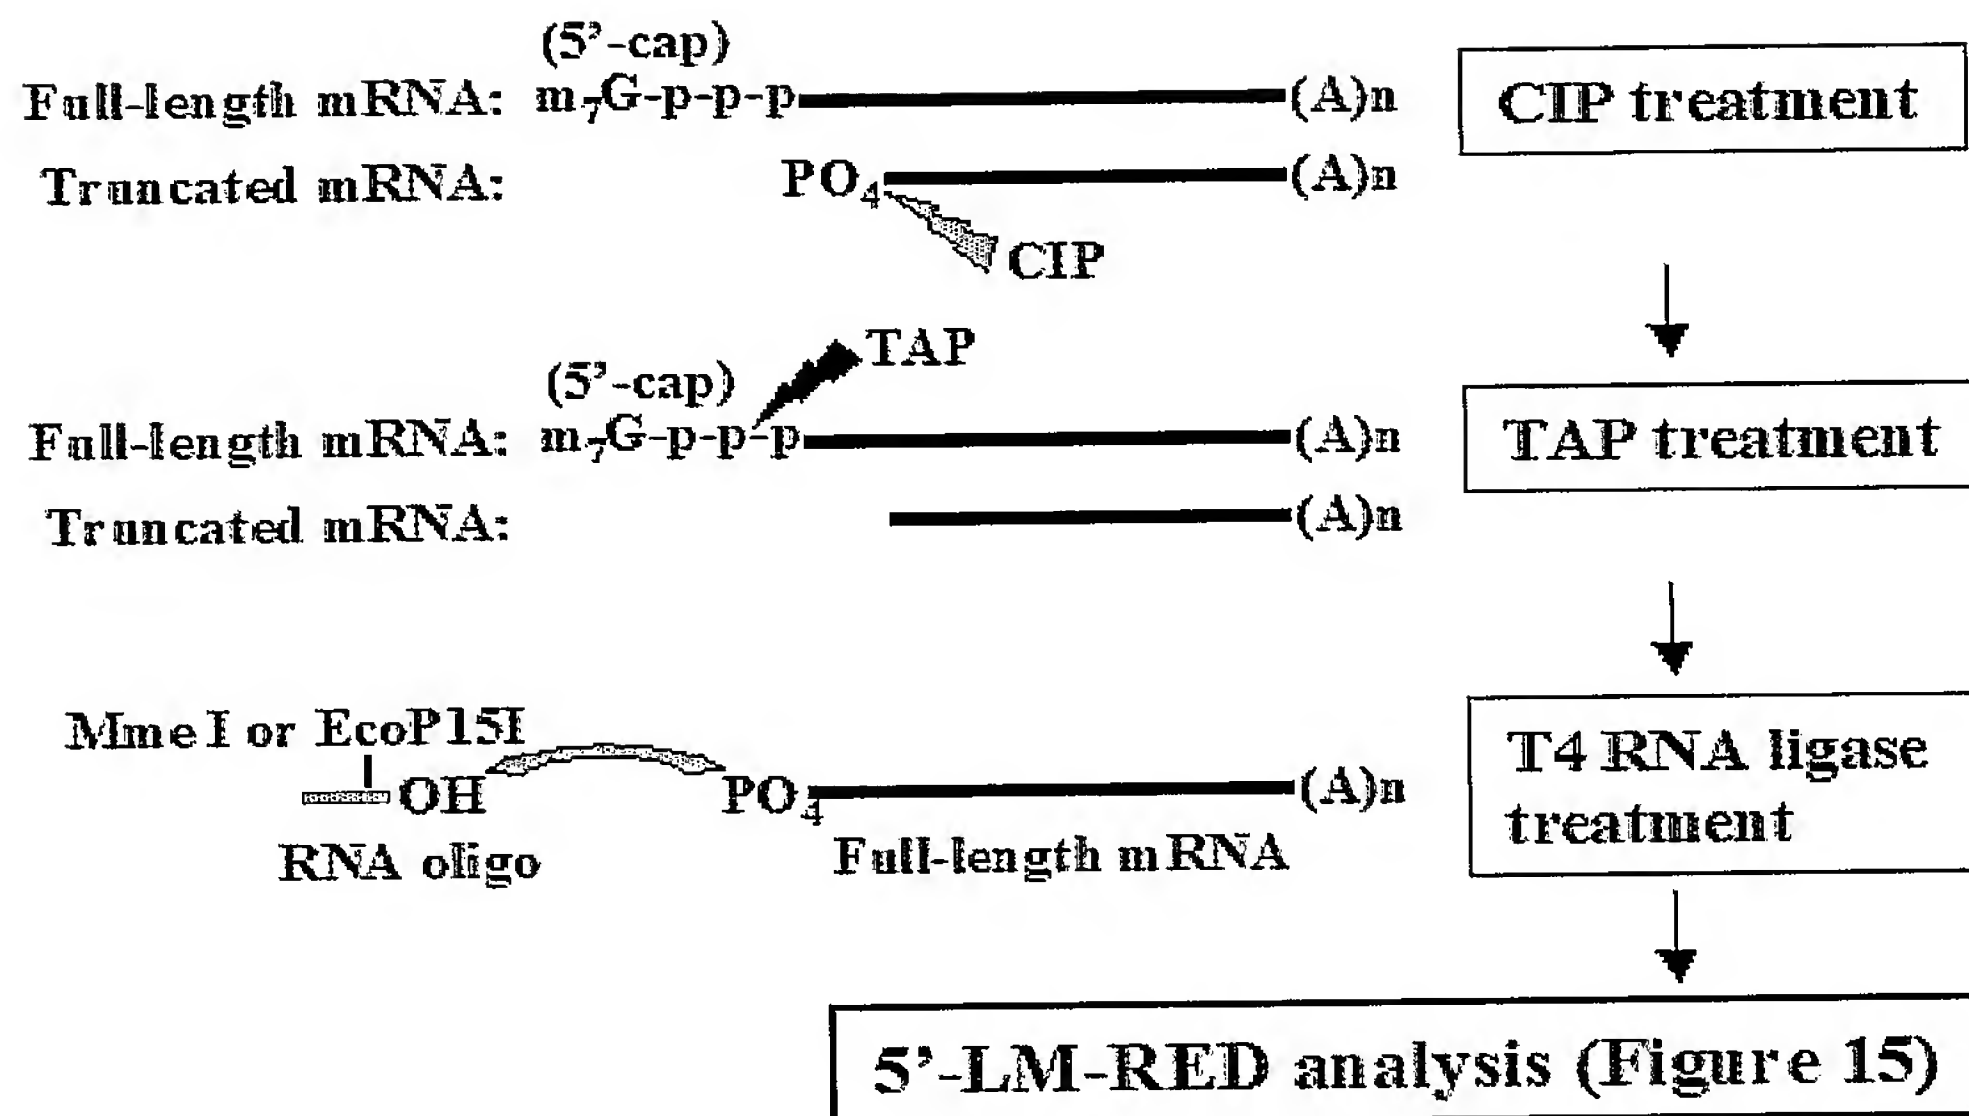 (5’-cap)
Full-length mRNA: m₇G-p-p-p (A)n
CIP treatment
Truncated mRNA: PO₄ (A)n
CIP
TAP
(5’-cap)
Full-length mRNA: m₇G-p-p-p (A)n
TAP treatment
Truncated mRNA: (A)n
MmeI or EcoP15I
OH PO₄ (A)n
RNA oligo
Full-length mRNA
T4 RNA ligase
treatment
5’-LM-RED analysis (Figure 15)